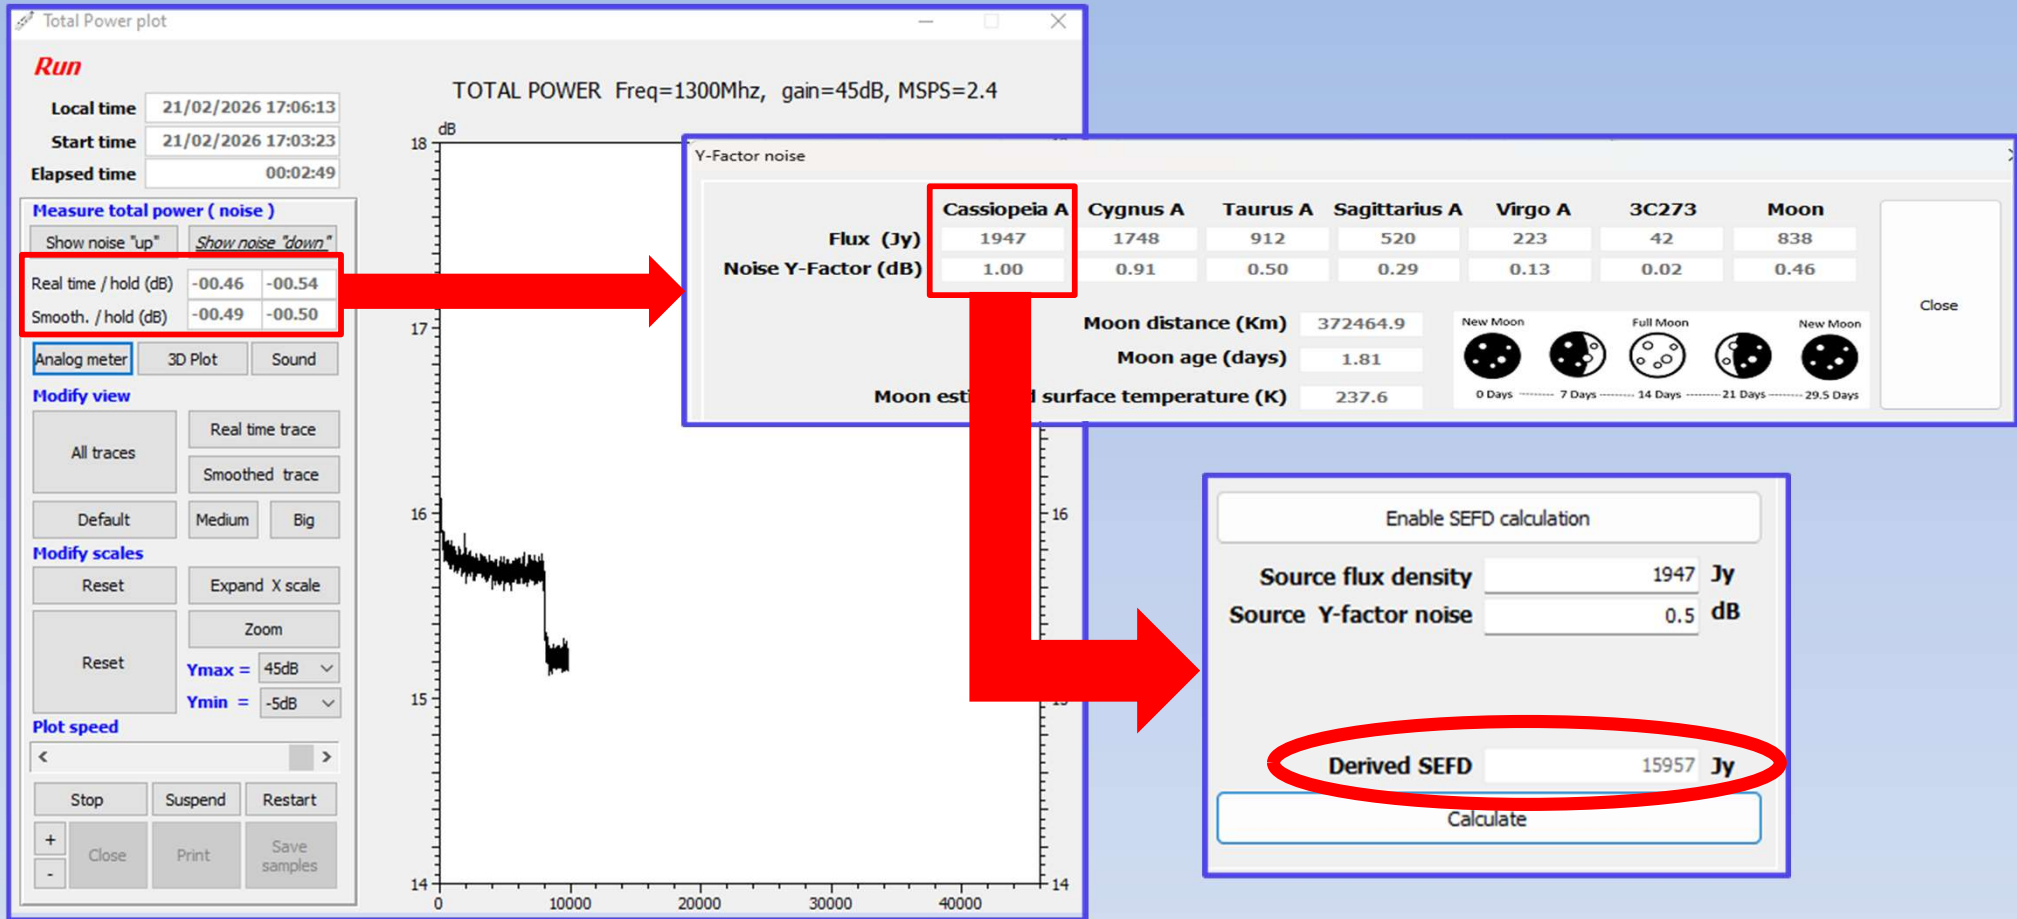 Total Power plot
Run
Local time 21/02/2026 17:06:13
Start time 21/02/2026 17:03:23
Elapsed time 00:02:49
Measure total power ( noise )
Show noise "up" Show noise "down"
Real time / hold (dB) -00.46 -00.54
Smooth. / hold (dB) -00.49 -00.50
Analog meter 3D Plot Sound
Modify view
All traces
Real time trace
Smoothed trace
Default Medium Big
Modify scales
Reset Expand X scale
Reset
Zoom
Ymax = 45dB
Ymin = -5dB
Plot speed
< >
Stop Suspend Restart
+
-
Close Print Save
samples
TOTAL POWER Freq=1300Mhz, gain=45dB, MSPS=2.4
dB
18
17
16 16
15
14 14
0 10000 20000 30000 40000
Y-Factor noise
Cassiopeia A Cygnus A Taurus A Sagittarius A Virgo A 3C273 Moon
Flux (Jy) 1947 1748 912 520 223 42 838
Noise Y-Factor (dB) 1.00 0.91 0.50 0.29 0.13 0.02 0.46
Moon distance (Km) 372464.9
Moon age (days) 1.81
Moon surface temperature (K) 237.6
New Moon Full Moon New Moon
0 Days -------- 7 Days -------- 14 Days -------- 21 Days -------- 29.5 Days
Close
Enable SEFD calculation
Source flux density 1947 Jy
Source Y-factor noise 0.5 dB
Derived SEFD 15957 Jy
Calculate